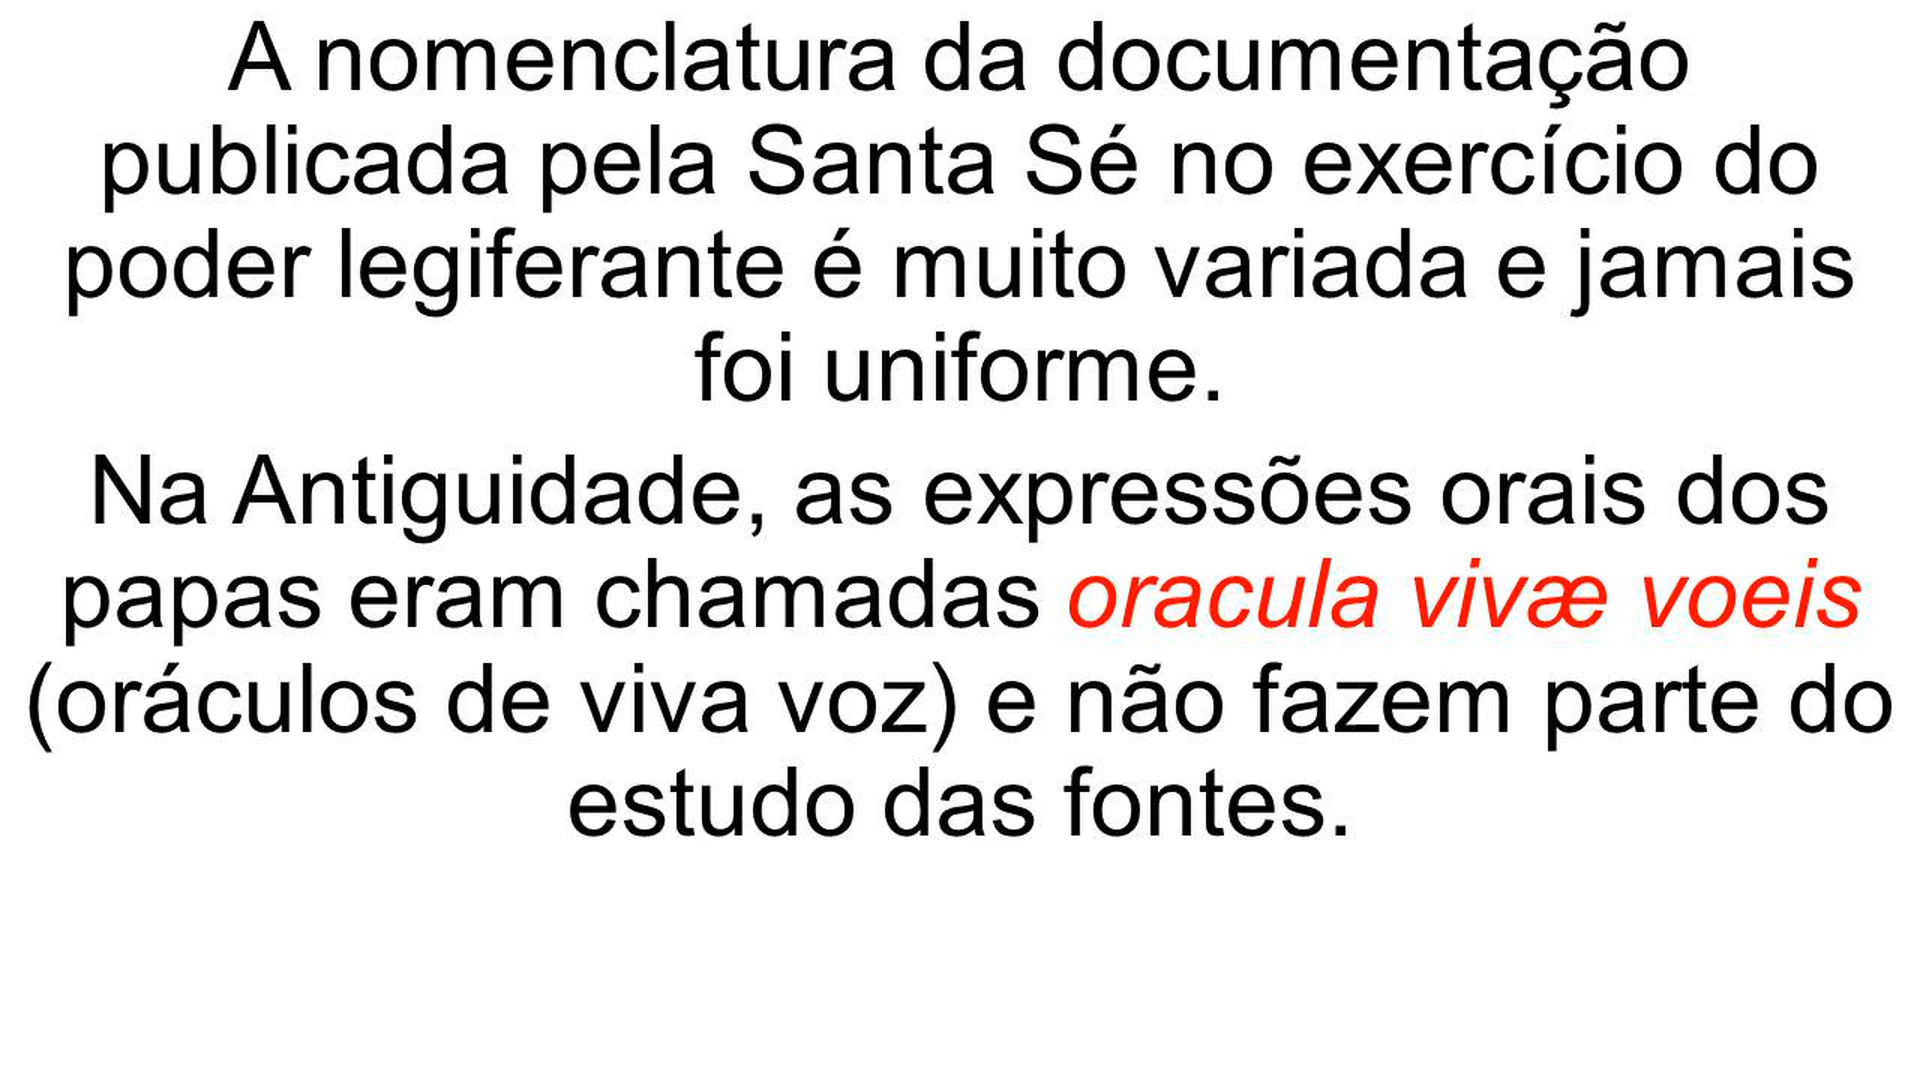 A nomenclatura da documentação
publicada pela Santa Sé no exercício do
poder legiferante é muito variada e jamais
foi uniforme.
Na Antiguidade, as expressões orais dos
papas eram chamadas oracula vivæ voeis
(oráculos de viva voz) e não fazem parte do
estudo das fontes.